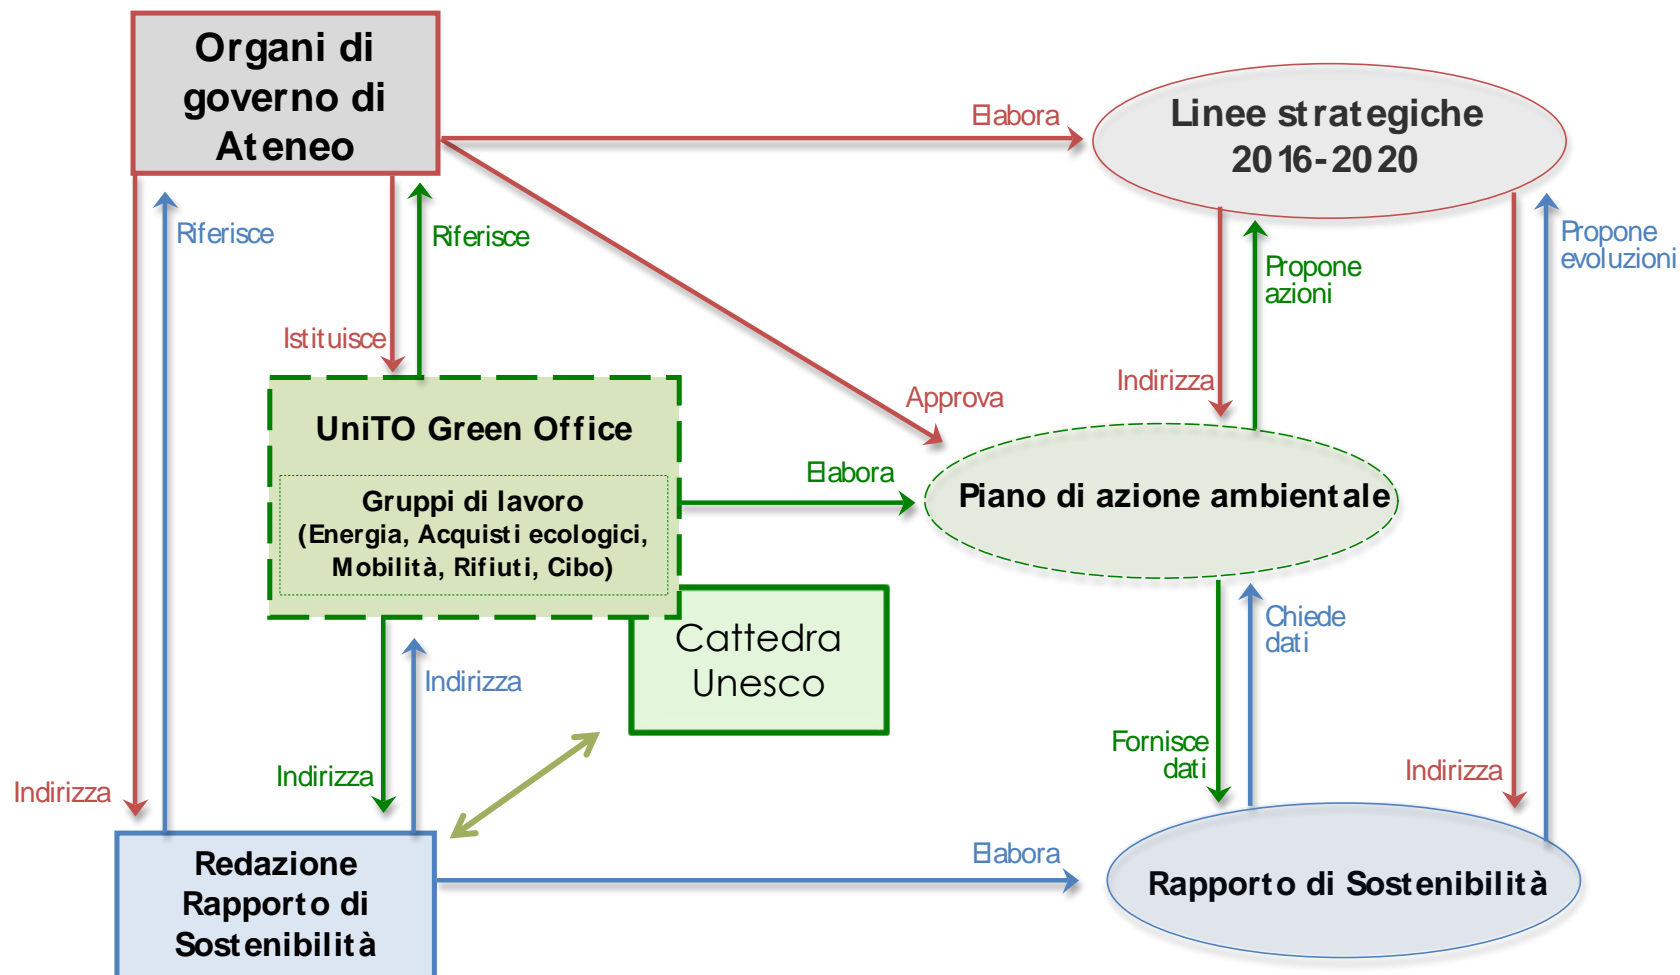 Organi di
governo di
Ateneo
Elabora
Linee strategiche
2016-2020
Riferisce
Riferisce
Propone
evoluzioni
Propone
azioni
Istituisce
Indirizza
Approva
UniTO Green Office
Gruppi di lavoro
(Energia, Acquisti ecologici,
Mobilità, Rifiuti, Cibo)
Elabora
Piano di azione ambientale
Cattedra
Unesco
Chiede
dati
Indirizza
Fornisce
dati
Indirizza
Indirizza
Indirizza
Redazione
Rapporto di
Sostenibilità
Elabora
Rapporto di Sostenibilità